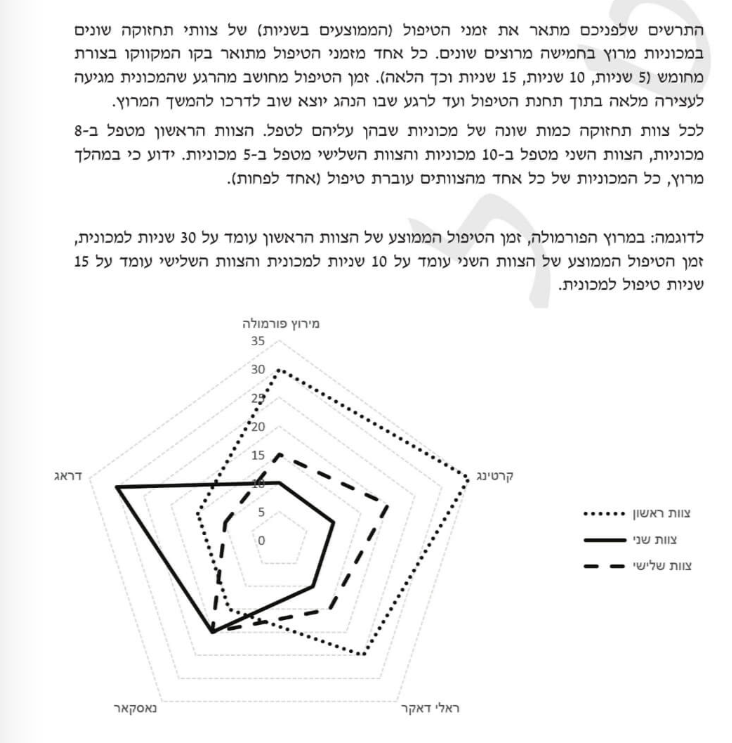 התרשים שלפניכם מתאר את זמני הטיפול (הממוצעים בשניות) של צוותי תחזוקה שונים
במכוניות מרוץ בחמישה מרוצים שונים. כל אחד מזמני הטיפול מתואר בקו המקווקו בצורת
מחומש (5 שניות, 10 שניות, 15 שניות וכך הלאה). זמן הטיפול מחושב מהרגע שהמכונית מגיעה
לעצירה מלאה בתוך תחנת הטיפול ועד לרגע שבו הנהג יוצא שוב לדרכו להמשך המרוץ.
לכל צוות תחזוקה כמות שונה של מכוניות שבהן עליהם לטפל. הצוות הראשון מטפל ב-8
מכוניות, הצוות השני מטפל ב-10 מכוניות והצוות השלישי מטפל ב-5 מכוניות. ידוע כי במהלך
מרוץ, כל המכוניות של כל אחד מהצוותים עוברת טיפול (אחד לפחות).
לדוגמה: במרוץ הפורמולה, זמן הטיפול הממוצע של הצוות הראשון עומד על 30 שניות למכונית,
זמן הטיפול הממוצע של הצוות השני עומד על 10 שניות למכונית והצוות השלישי עומד על 15
שניות טיפול למכונית.
מירוץ פורמולה
35
30
25
20
15
10
5
0
קרטינג
דראג
צוות ראשון
צוות שני
צוות שלישי
ראלי דאקר
נאסקאר